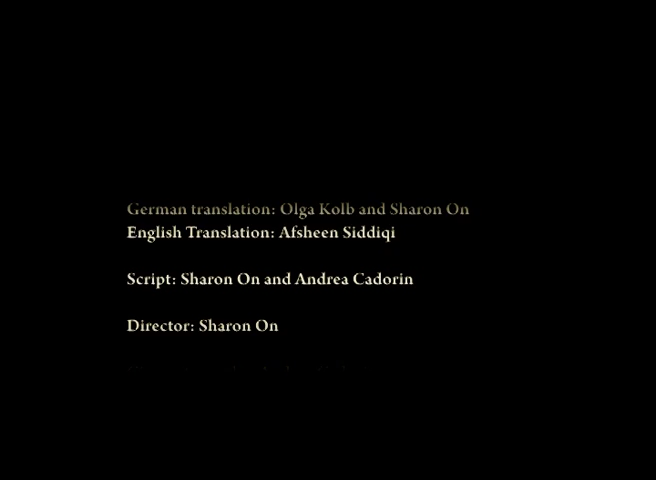 German translation: Olga Kolb and Sharon On
English Translation: Afsheen Siddiqi
Script: Sharon On and Andrea Cadorin
Director: Sharon On